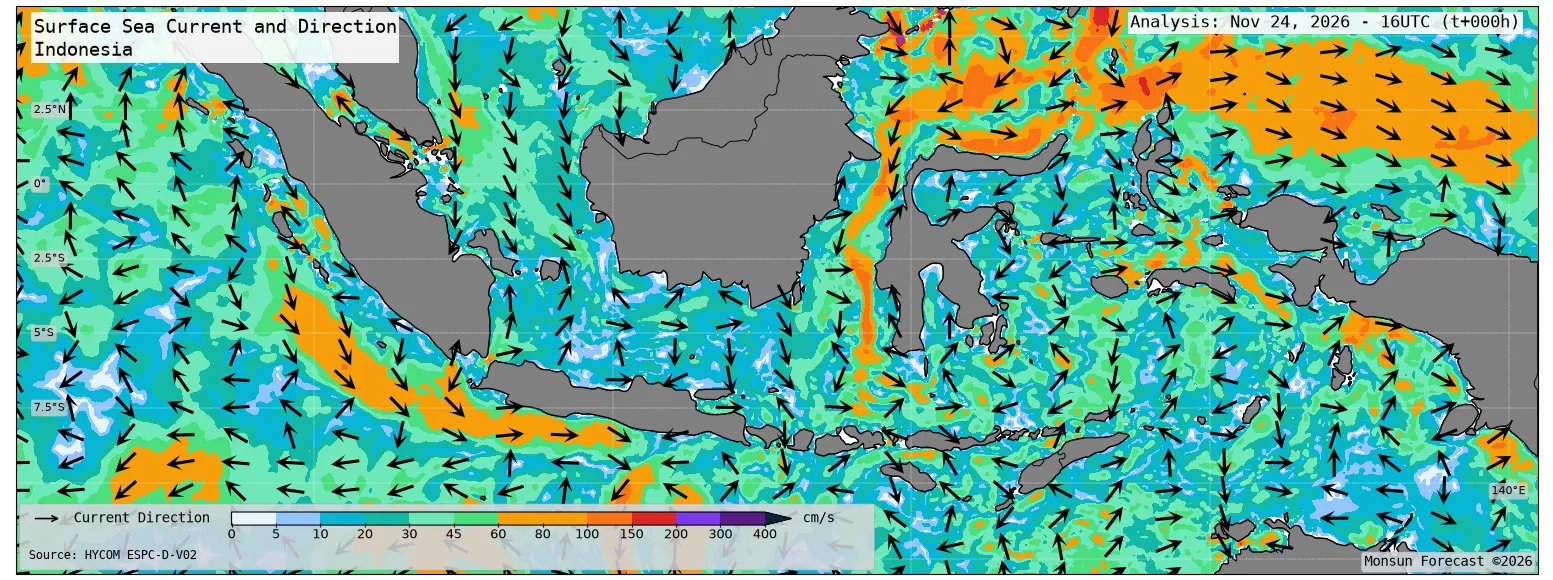 Surface Sea Current and Direction
Indonesia
Analysis: Nov 24, 2026 - 16UTC (t+000h)
2.5°N
0°
2.5°S
5°S
7.5°S
140°E
Current Direction
0 5 10 20 30 45 60 80 100 150 200 300 400 cm/s
Source: HYCOM ESPC-D-V02
Monsun Forecast ©2026